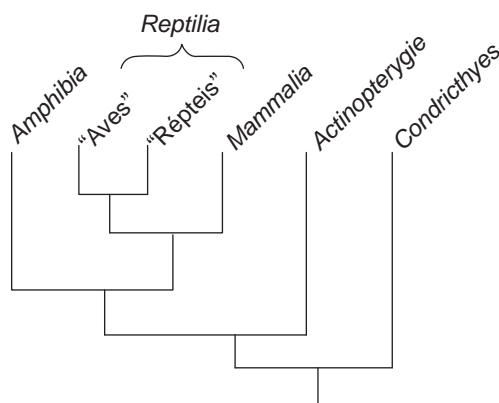 Reptilia
Amphibia
“Aves”
“Répteis”
Mammalia
Actinopterygie
Condricthyes